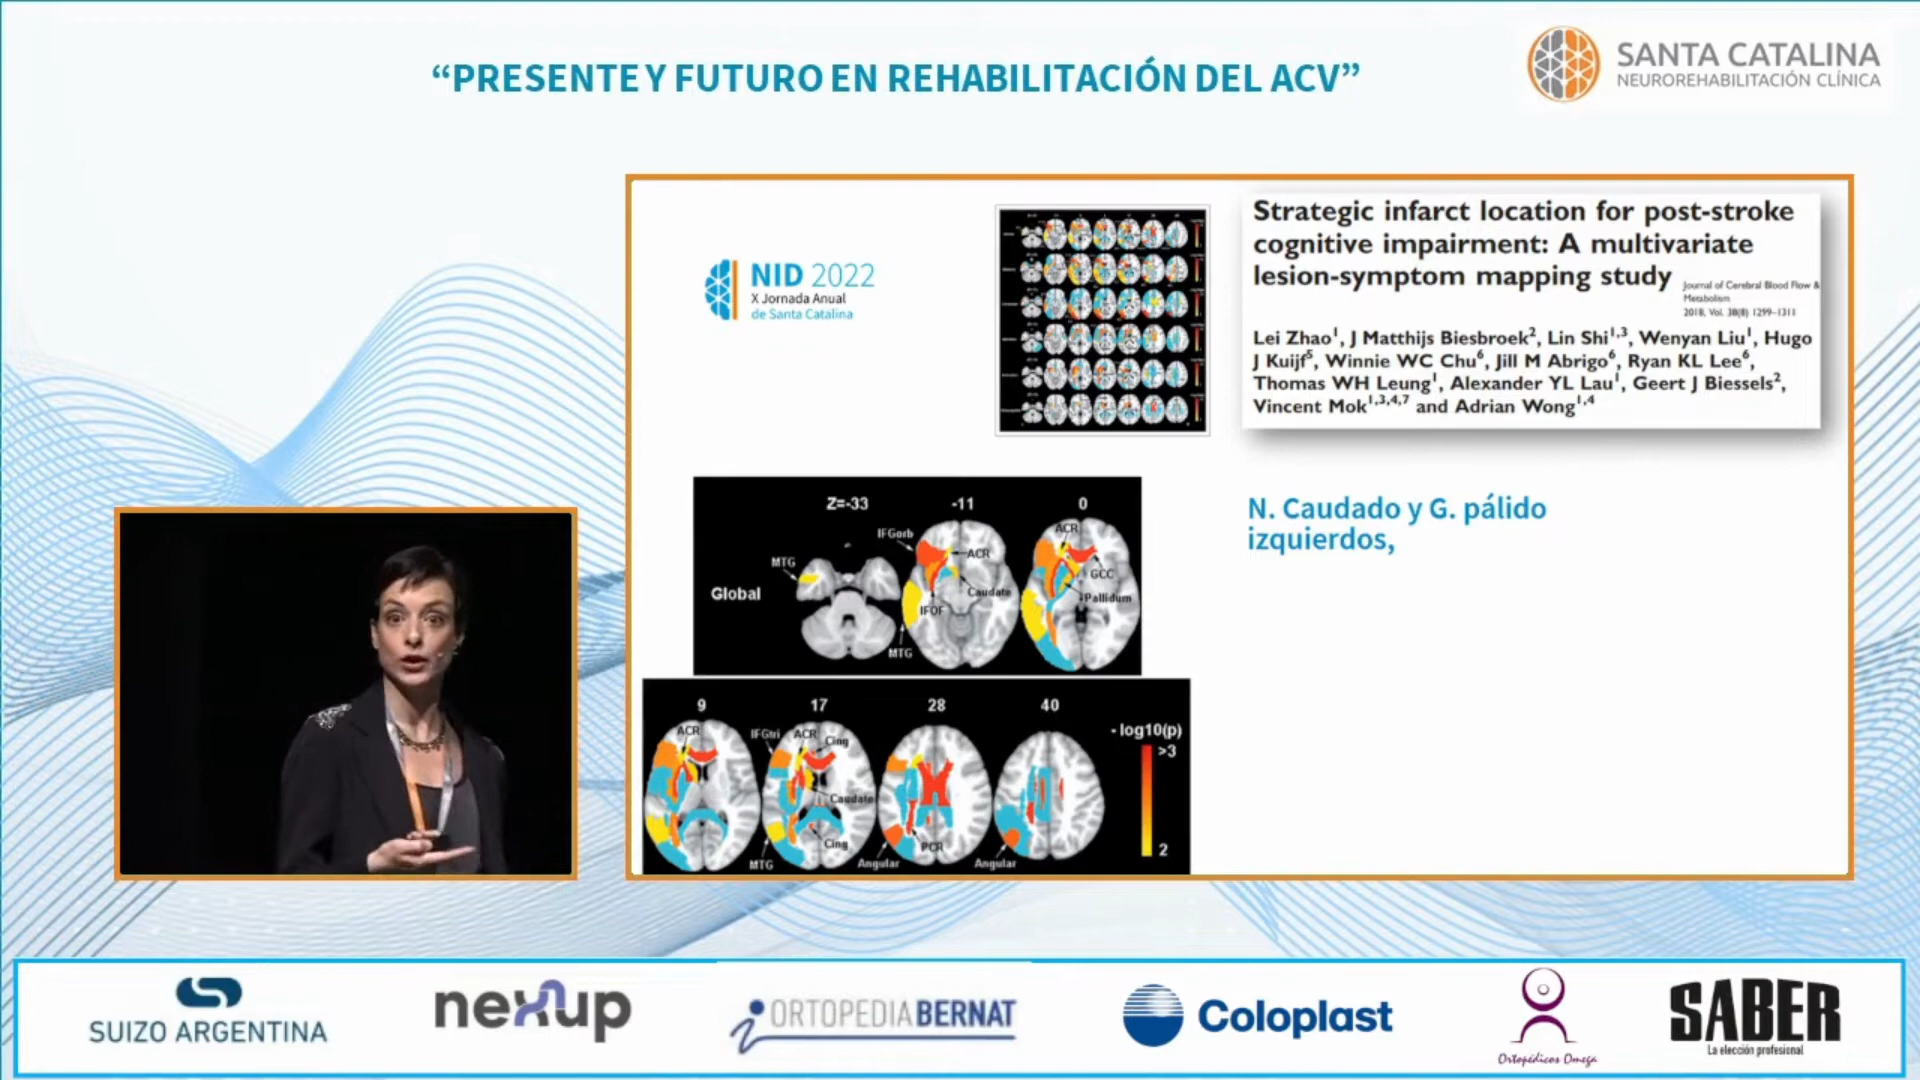 “PRESENTE Y FUTURO EN REHABILITACIÓN DEL ACV”
SANTA CATALINA
NEUROREHABILITACIÓN CLÍNICA
NID 2022
X Jornada Anual
de Santa Catalina
Strategic infarct location for post-stroke
cognitive impairment: A multivariate
lesion-symptom mapping study
Journal of Cerebral Blood Flow &
Metabolism
2018, Vol. 38(8) 1299–1311
Lei Zhao1, J Matthijs Biesbroek2, Lin Shi1,3, Wenyan Liu1, Hugo
J Kuijf5, Winnie WC Chu6, Jill M Abrigo6, Ryan KL Lee6,
Thomas WH Leung1, Alexander YL Lau1, Geert J Biessels2,
Vincent Mok1,3,4,7 and Adrian Wong1,4
N. Caudado y G. pálido
izquierdos,
Z=-33 -11 0
IFGorb ACR
MTG ACR
GCC
Global Caudate Pallidum
IFOF
MTG
9 17 28 40
ACR IFGtri ACR Cing - log10(p)
>3
Caudate
Cing PCR 2
MTG Angular Angular
SUIZO ARGENTINA
nexup
ORTOPEDIA BERNAT
Coloplast
Ortopédicos Omega
SABER
La elección profesional